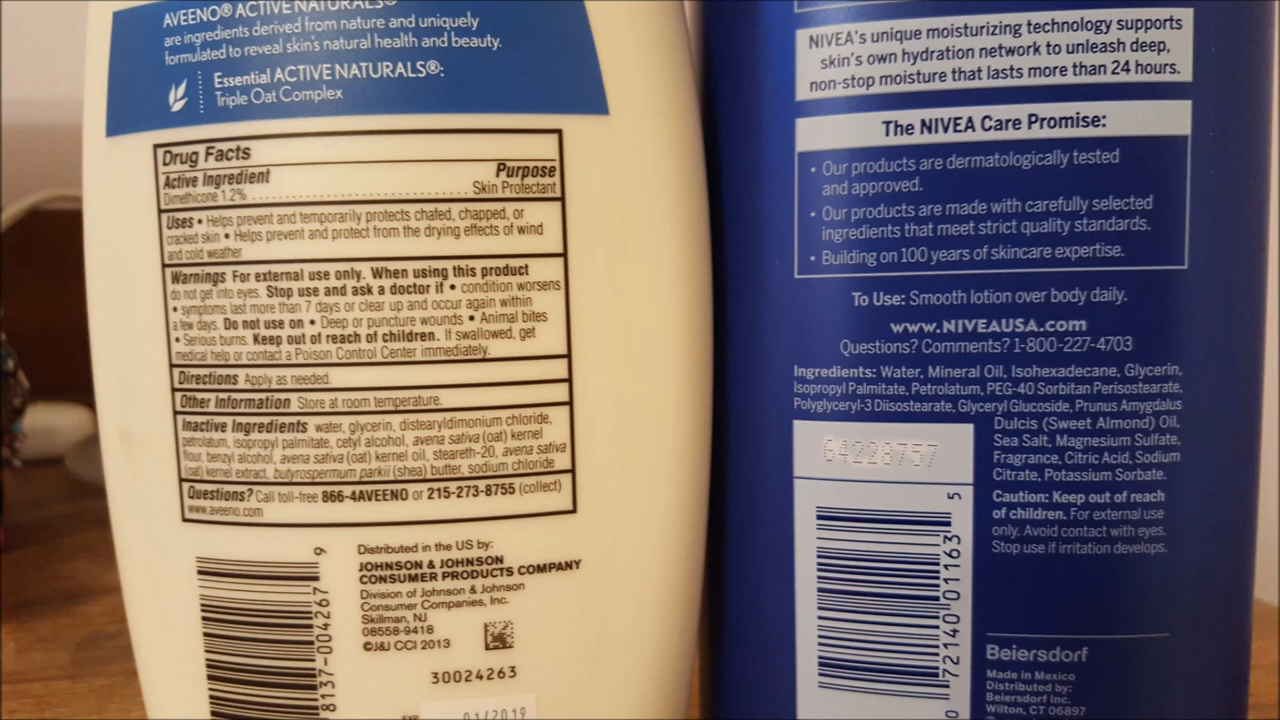 AVEENO® ACTIVE NATURALS®
are ingredients derived from nature and uniquely
formulated to reveal skin's natural health and beauty.
Essential ACTIVE NATURALS®:
Triple Oat Complex
Drug Facts
Active Ingredient Purpose
Dimethicone 1.2% ........................ Skin Protectant
Uses • Helps prevent and temporarily protects chafed, chapped, or
cracked skin • Helps prevent and protect from the drying effects of wind
and cold weather
Warnings For external use only. When using this product
do not get into eyes. Stop use and ask a doctor if • condition worsens
• symptoms last more than 7 days or clear up and occur again within
a few days. Do not use on • Deep or puncture wounds • Animal bites
• Serious burns. Keep out of reach of children. If swallowed, get
medical help or contact a Poison Control Center immediately.
Directions Apply as needed.
Other Information Store at room temperature.
Inactive Ingredients water, glycerin, distearyldimonium chloride,
petrolatum, isopropyl palmitate, cetyl alcohol, avena sativa (oat) kernel
flour, benzyl alcohol, avena sativa (oat) kernel oil, steareth-20, avena sativa
(oat) kernel extract, butyrospermum parkii (shea) butter, sodium chloride
Questions? Call toll-free 866-4AVEENO or 215-273-8755 (collect)
www.aveeno.com
8137-004267 9
Distributed in the US by:
JOHNSON & JOHNSON
CONSUMER PRODUCTS COMPANY
Division of Johnson & Johnson
Consumer Companies, Inc.
Skillman, NJ
08558-9418
©J&J CCI 2013
30024263
EXP 01/2019
NIVEA's unique moisturizing technology supports
skin's own hydration network to unleash deep,
non-stop moisture that lasts more than 24 hours.
The NIVEA Care Promise:
• Our products are dermatologically tested
and approved.
• Our products are made with carefully selected
ingredients that meet strict quality standards.
• Building on 100 years of skincare expertise.
To Use: Smooth lotion over body daily.
www.NIVEAUSA.com
Questions? Comments? 1-800-227-4703
Ingredients: Water, Mineral Oil, Isohexadecane, Glycerin,
Isopropyl Palmitate, Petrolatum, PEG-40 Sorbitan Perisostearate,
Polyglyceryl-3 Diisostearate, Glyceryl Glucoside, Prunus Amygdalus
Dulcis (Sweet Almond) Oil,
Sea Salt, Magnesium Sulfate,
Fragrance, Citric Acid, Sodium
Citrate, Potassium Sorbate.
Caution: Keep out of reach
of children. For external use
only. Avoid contact with eyes.
Stop use if irritation develops.
64228757
0 72140 01163 5
Beiersdorf
Made in Mexico
Distributed by:
Beiersdorf Inc.
Wilton, CT 06897